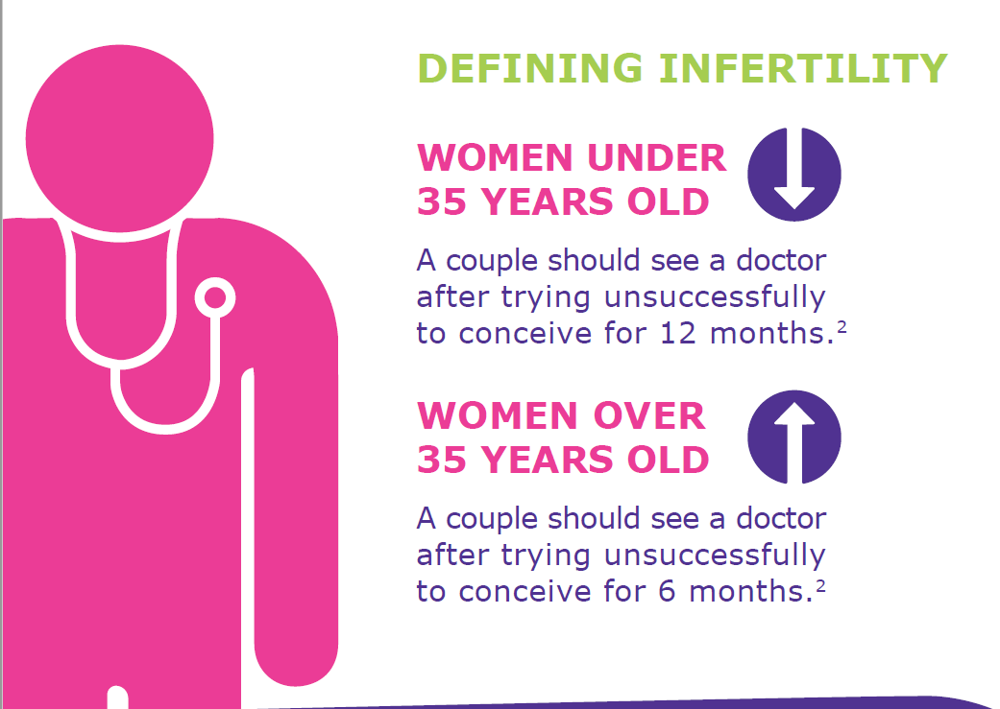 DEFINING INFERTILITY
WOMEN UNDER
35 YEARS OLD
A couple should see a doctor
after trying unsuccessfully
to conceive for 12 months.²
WOMEN OVER
35 YEARS OLD
A couple should see a doctor
after trying unsuccessfully
to conceive for 6 months.²